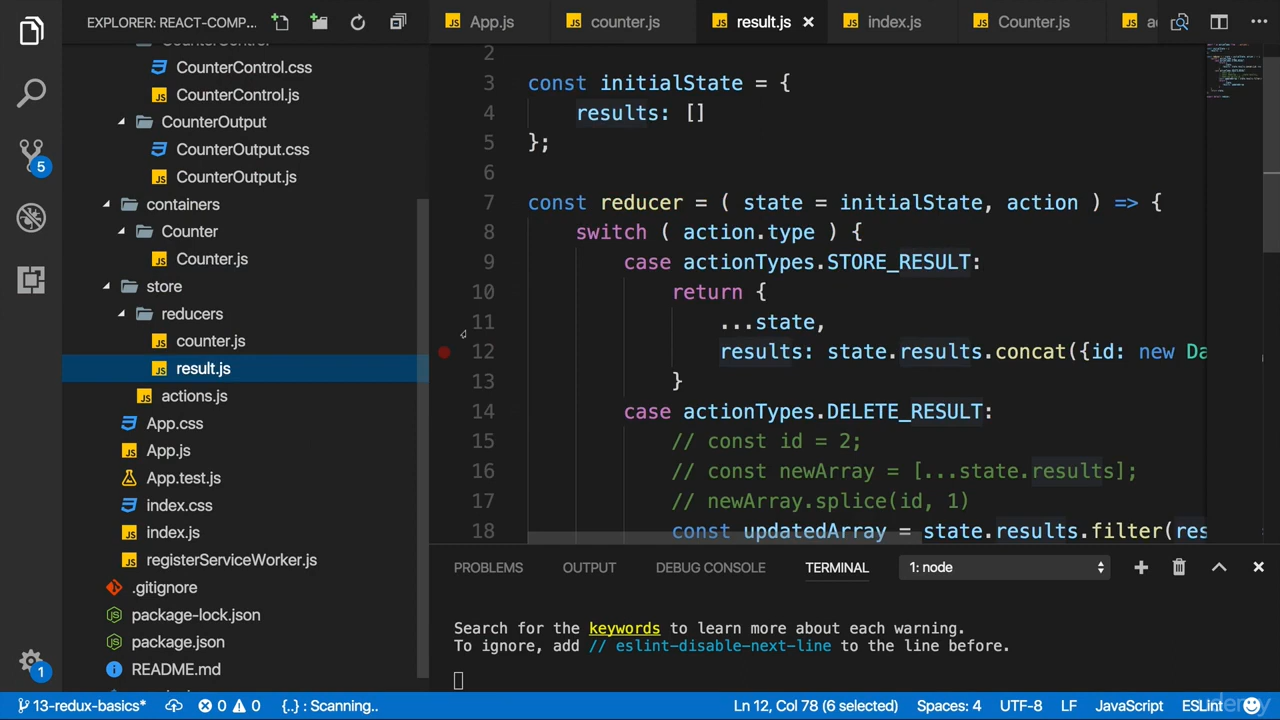 EXPLORER: REACT-COMP...
App.js
counter.js
result.js
index.js
Counter.js
CounterControl.css
CounterControl.js
CounterOutput
CounterOutput.css
CounterOutput.js
containers
Counter
Counter.js
store
reducers
counter.js
result.js
actions.js
App.css
App.js
App.test.js
index.css
index.js
registerServiceWorker.js
.gitignore
package-lock.json
package.json
README.md
5
1
2
3 const initialState = {
4 results: []
5 };
6
7 const reducer = ( state = initialState, action ) => {
8 switch ( action.type ) {
9 case actionTypes.STORE_RESULT:
10 return {
11 ...state,
12 results: state.results.concat({id: new Da
13 }
14 case actionTypes.DELETE_RESULT:
15 // const id = 2;
16 // const newArray = [...state.results];
17 // newArray.splice(id, 1)
18 const updatedArray = state.results.filter(res
PROBLEMS OUTPUT DEBUG CONSOLE TERMINAL 1: node
Search for the keywords to learn more about each warning.
To ignore, add // eslint-disable-next-line to the line before.
13-redux-basics* 0 0 {..} : Scanning.. Ln 12, Col 78 (6 selected) Spaces: 4 UTF-8 LF JavaScript ESLint
udemy